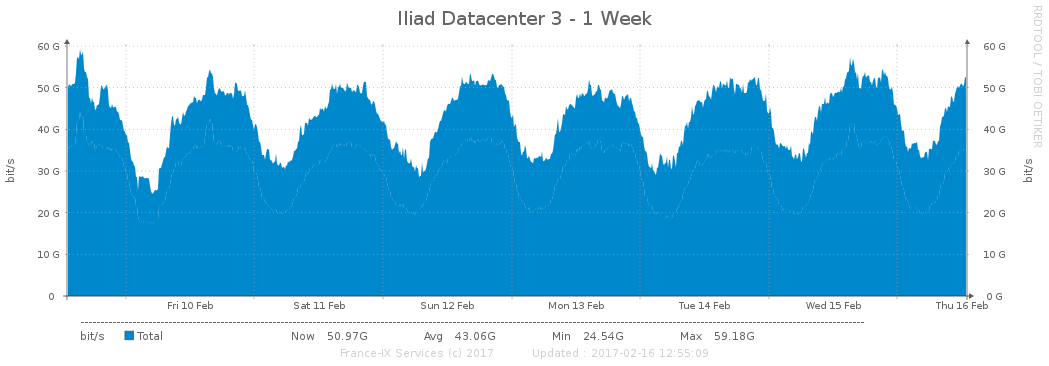 Iliad Datacenter 3 - 1 Week
RRDTOOL / TOBI OETIKER
bit/s
60 G
50 G
40 G
30 G
20 G
10 G
0
60 G
50 G
40 G
30 G
20 G
10 G
0 G
bit/s
Fri 10 Feb Sat 11 Feb Sun 12 Feb Mon 13 Feb Tue 14 Feb Wed 15 Feb Thu 16 Feb
bit/s Total Now 50.97G Avg 43.06G Min 24.54G Max 59.18G
France-IX Services (c) 2017 Updated : 2017-02-16 12:55:09